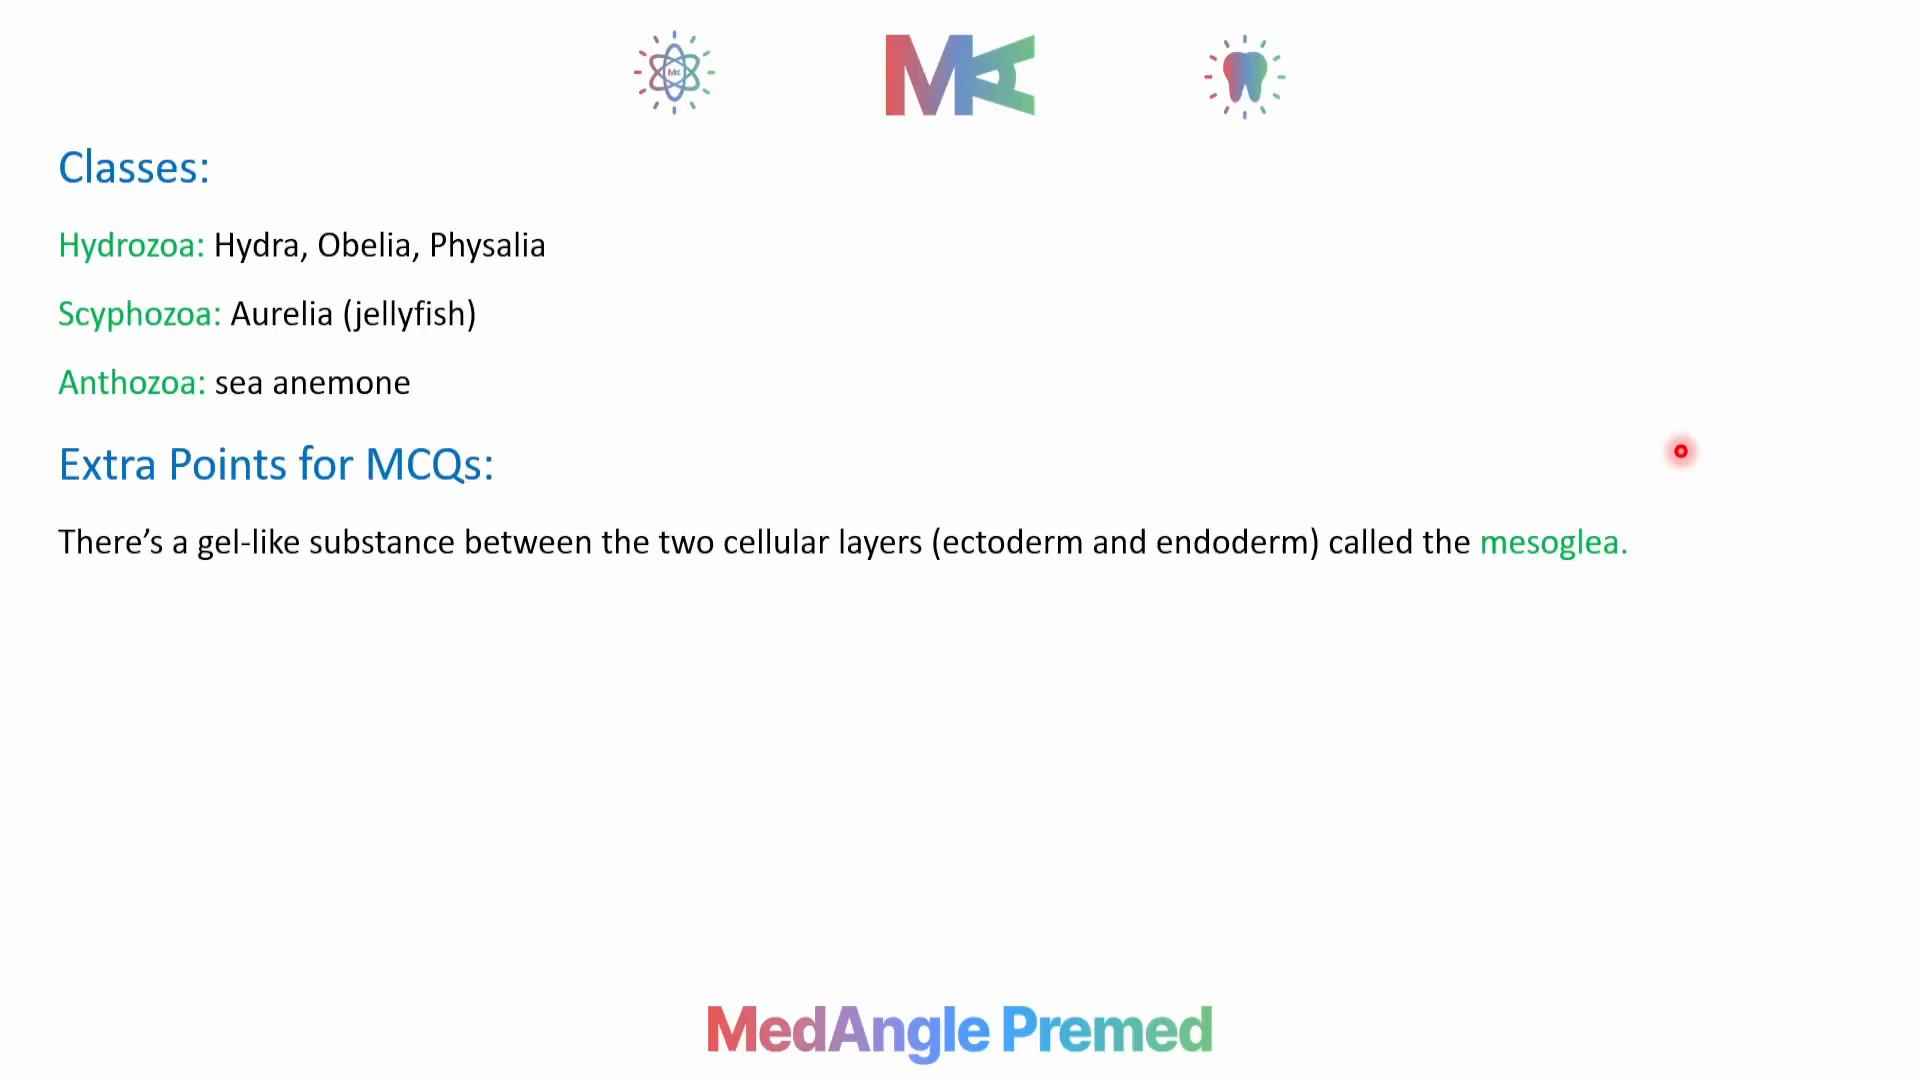 MA
Classes:
Hydrozoa: Hydra, Obelia, Physalia
Scyphozoa: Aurelia (jellyfish)
Anthozoa: sea anemone
Extra Points for MCQs:
There’s a gel-like substance between the two cellular layers (ectoderm and endoderm) called the mesoglea.
MedAngle Premed